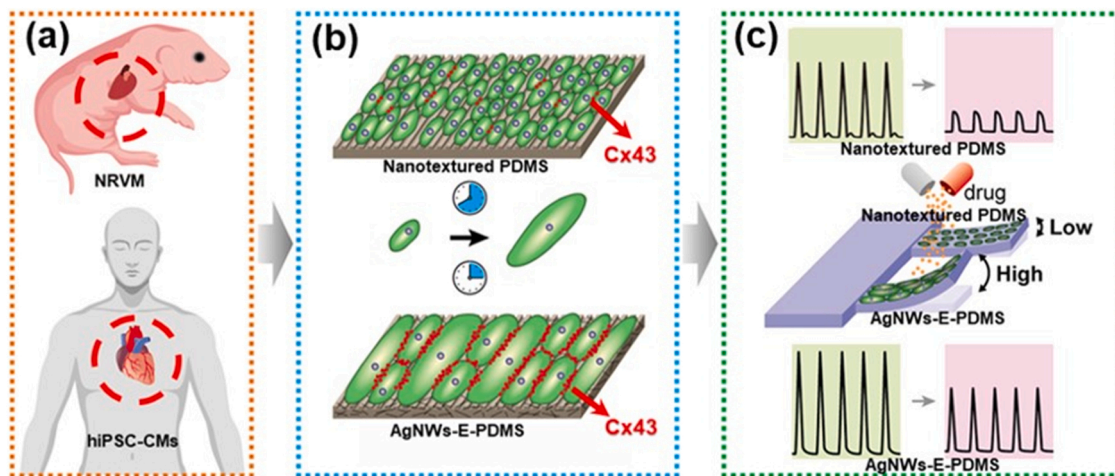 (a)
NRVM
hiPSC-CMs
(b)
Cx43
Nanotextured PDMS
Cx43
AgNWs-E-PDMS
(c)
Nanotextured PDMS
drug
Nanotextured PDMS
Low
High
AgNWs-E-PDMS
AgNWs-E-PDMS